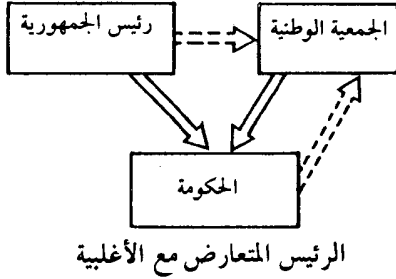 رئيس الجمهورية
الجمعية الوطنية
الحكومة
الرئيس المتعارض مع الأغلبية